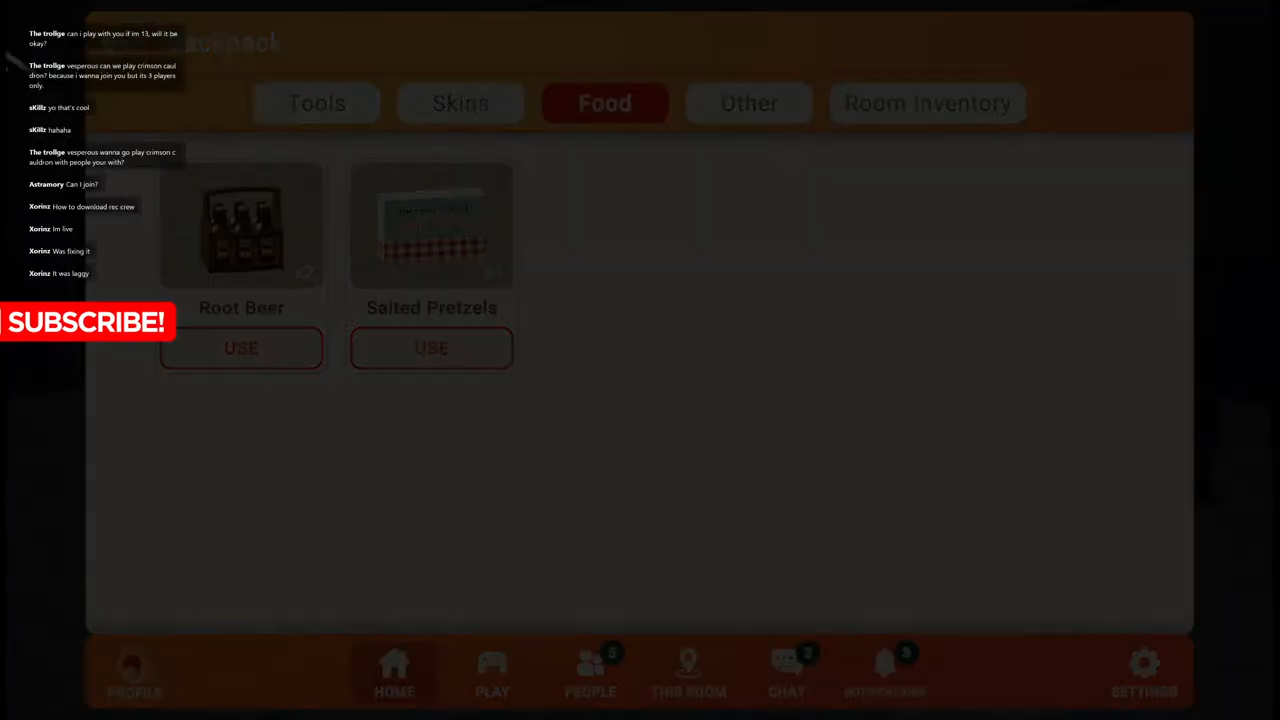 The trollge can i play with you if im 13, will it be
okay?
The trollge vesperous can we play crimson caul
dron? because i wanna join you but its 3 players
only.
sKillz yo that's cool
sKillz hahaha
The trollge vesperous wanna go play crimson c
auldron with people your with?
Astramory Can I join?
Xorinz How to download rec crew
Xorinz Im live
Xorinz Was fixing it
Xorinz It was laggy
SUBSCRIBE!
Tools Skins Food Other Room Inventory
x2
Root Beer Salted Pretzels
USE USE
5 2 3
PROFILE HOME PLAY PEOPLE THIS ROOM CHAT NOTIFICATIONS SETTINGS